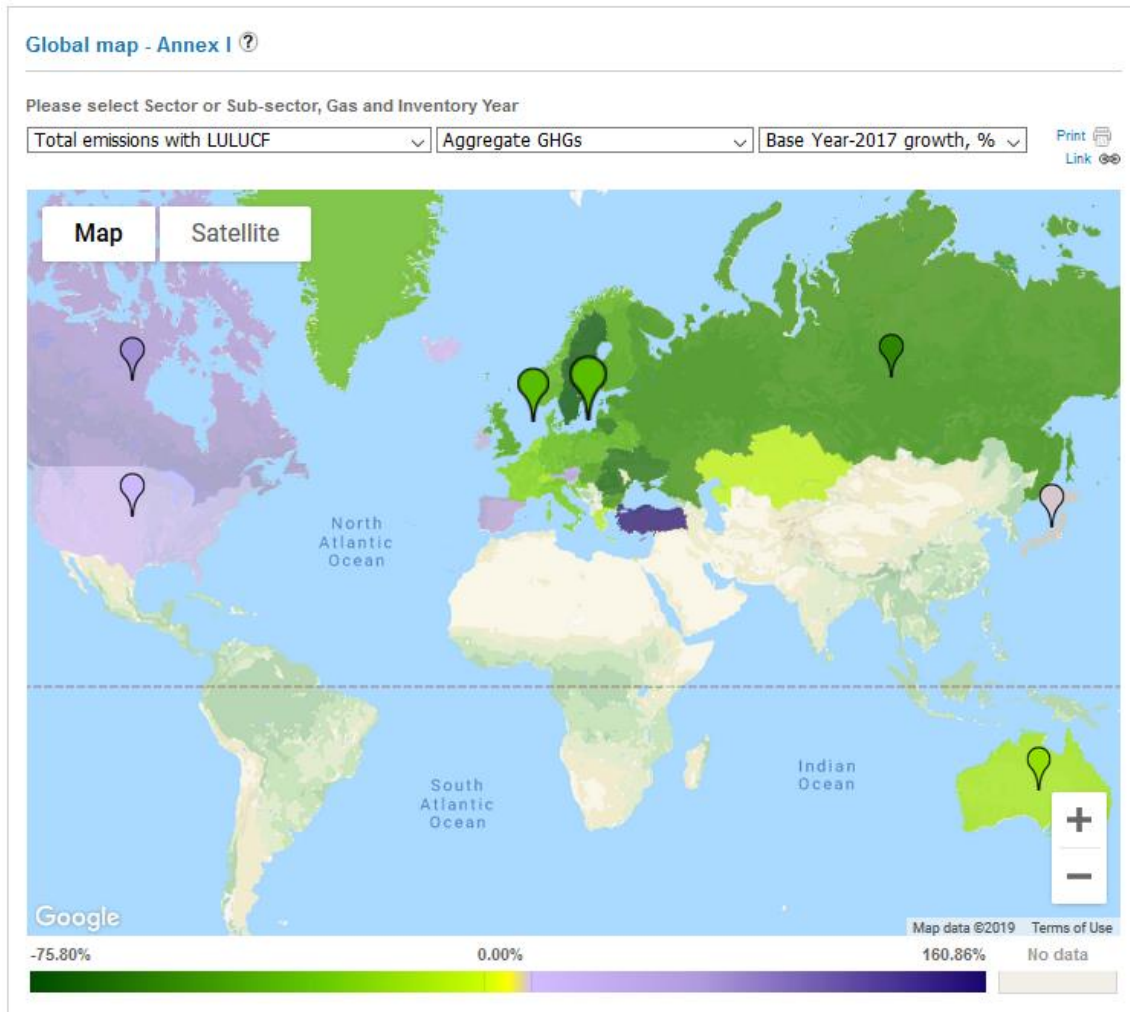 Global map - Annex I ?
Please select Sector or Sub-sector, Gas and Inventory Year
Total emissions with LULUCF
Aggregate GHGs
Base Year-2017 growth, %
Print
Link
Map
Satellite
North
Atlantic
Ocean
South
Atlantic
Ocean
Indian
Ocean
+
−
Google
Map data ©2019 Terms of Use
-75.80% 0.00% 160.86% No data